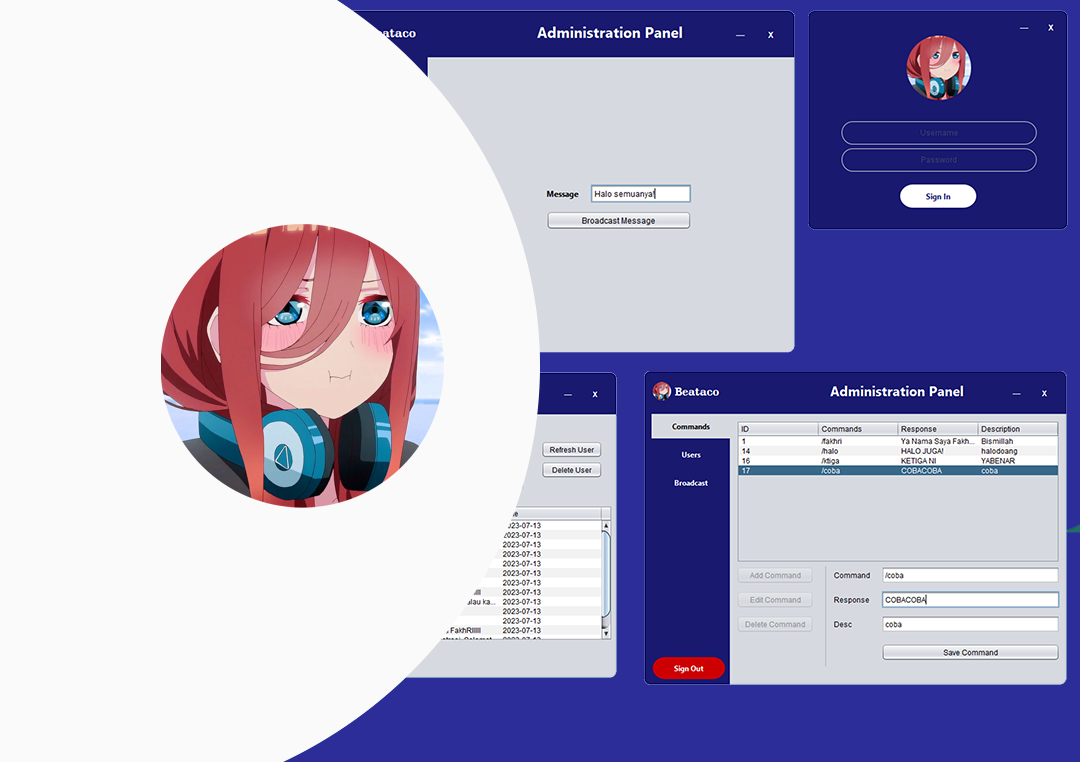 ataco
Administration Panel
— x
Message
Halo semuanya!
Broadcast Message
— x
Username
Password
Sign In
— x
Refresh User
Delete User
2023-07-13
2023-07-13
2023-07-13
2023-07-13
2023-07-13
2023-07-13
2023-07-13
2023-07-13
alau ka... 2023-07-13
2023-07-13
2023-07-13
FakhRIIIII 2023-07-13
Beataco
Administration Panel
— x
Commands
Users
Broadcast
ID Commands Response Description
1 /fakhri Ya Nama Saya Fakh... Bismillah
14 /halo HALO JUGA! halodoang
16 /ktiga KETIGA NI YABENAR
17 /coba COBACOBA coba
Add Command
Edit Command
Delete Command
Command /coba
Response COBACOBA
Desc coba
Save Command
Sign Out